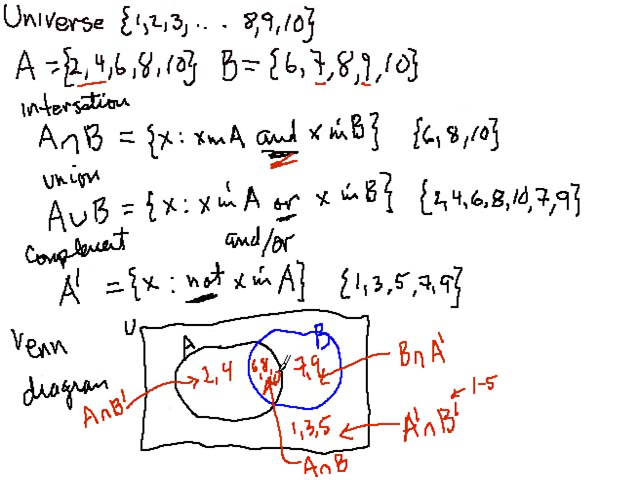 Universe {1,2,3, ... 8,9,10}
A = {2,4,6,8,10} B = {6,7,8,9,10}
intersection
A∩B = {x : x in A and x in B} {6,8,10}
union
A∪B = {x : x in A or x in B} {2,4,6,8,10,7,9}
and/or
Complement
A' = {x : not x in A} {1,3,5,7,9}
Venn
diagram
U
A
B
2,4
6,8,
7,9
B∩A'
A∩B'
1-5
1,3,5
A'∩B'
A∩B